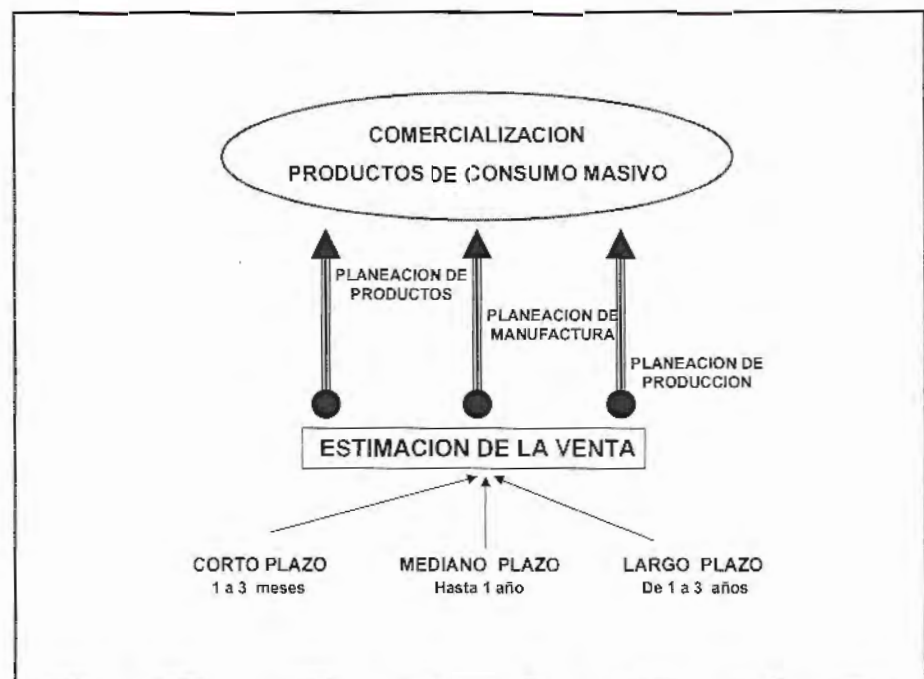 COMERCIALIZACION
PRODUCTOS DE CONSUMO MASIVO
PLANEACION DE
PRODUCTOS
PLANEACION DE
MANUFACTURA
PLANEACION DE
PRODUCCION
ESTIMACION DE LA VENTA
CORTO PLAZO
1 a 3 meses
MEDIANO PLAZO
Hasta 1 año
LARGO PLAZO
De 1 a 3 años